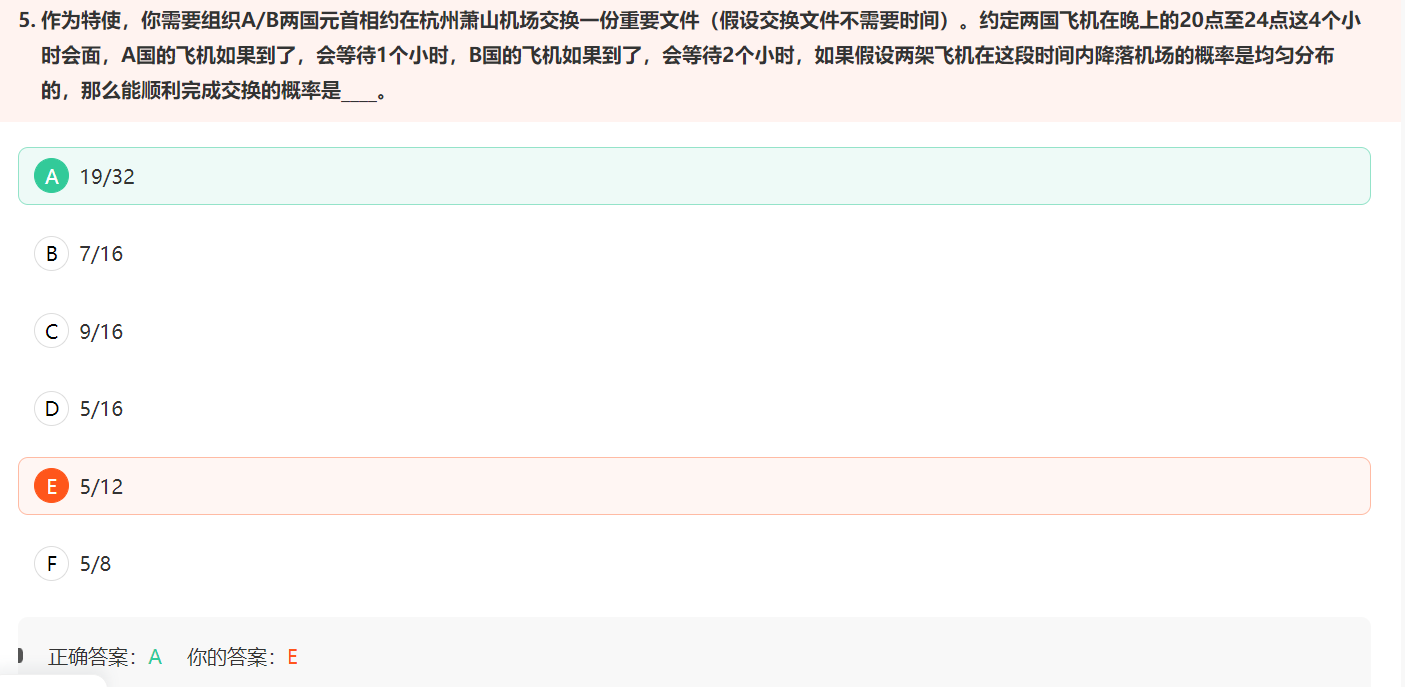 5. 作为特使，你需要组织A/B两国元首相约在杭州萧山机场交换一份重要文件（假设交换文件不需要时间）。约定两国飞机在晚上的20点至24点这4个小
时会面，A国的飞机如果到了，会等待1个小时，B国的飞机如果到了，会等待2个小时，如果假设两架飞机在这段时间内降落机场的概率是均匀分布
的，那么能顺利完成交换的概率是____。
A 19/32
B 7/16
C 9/16
D 5/16
E 5/12
F 5/8
正确答案：A 你的答案：E